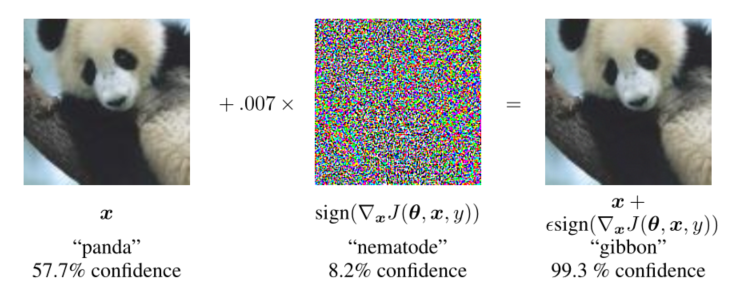 + .007 ×
=
x
sign(∇ₓJ(θ, x, y))
x +
ϵsign(∇ₓJ(θ, x, y))
“panda”
“nematode”
“gibbon”
57.7% confidence
8.2% confidence
99.3 % confidence